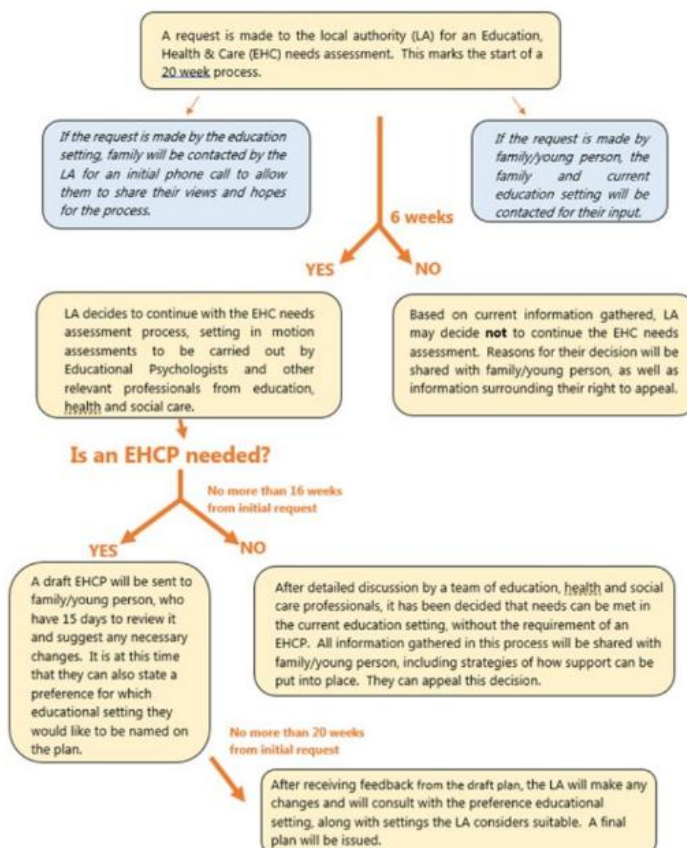 A request is made to the local authority (LA) for an Education,
Health & Care (EHC) needs assessment. This marks the start of a
20 week process.
If the request is made by the education
setting, family will be contacted by the
LA for an initial phone call to allow
them to share their views and hopes
for the process.
If the request is made by
family/young person, the
family and current
education setting will be
contacted for their input.
6 weeks
YES
NO
LA decides to continue with the EHC needs
assessment process, setting in motion
assessments to be carried out by
Educational Psychologists and other
relevant professionals from education,
health and social care.
Based on current information gathered, LA
may decide not to continue the EHC needs
assessment. Reasons for their decision will be
shared with family/young person, as well as
information surrounding their right to appeal.
Is an EHCP needed?
No more than 16 weeks
from initial request
YES
NO
A draft EHCP will be sent to
family/young person, who
have 15 days to review it
and suggest any necessary
changes. It is at this time
that they can also state a
preference for which
educational setting they
would like to be named on
the plan.
After detailed discussion by a team of education, health and social
care professionals, it has been decided that needs can be met in
the current education setting, without the requirement of an
EHCP. All information gathered in this process will be shared with
family/young person, including strategies of how support can be
put into place. They can appeal this decision.
No more than 20 weeks
from initial request
After receiving feedback from the draft plan, the LA will make any
changes and will consult with the preference educational
setting, along with settings the LA considers suitable. A final
plan will be issued.